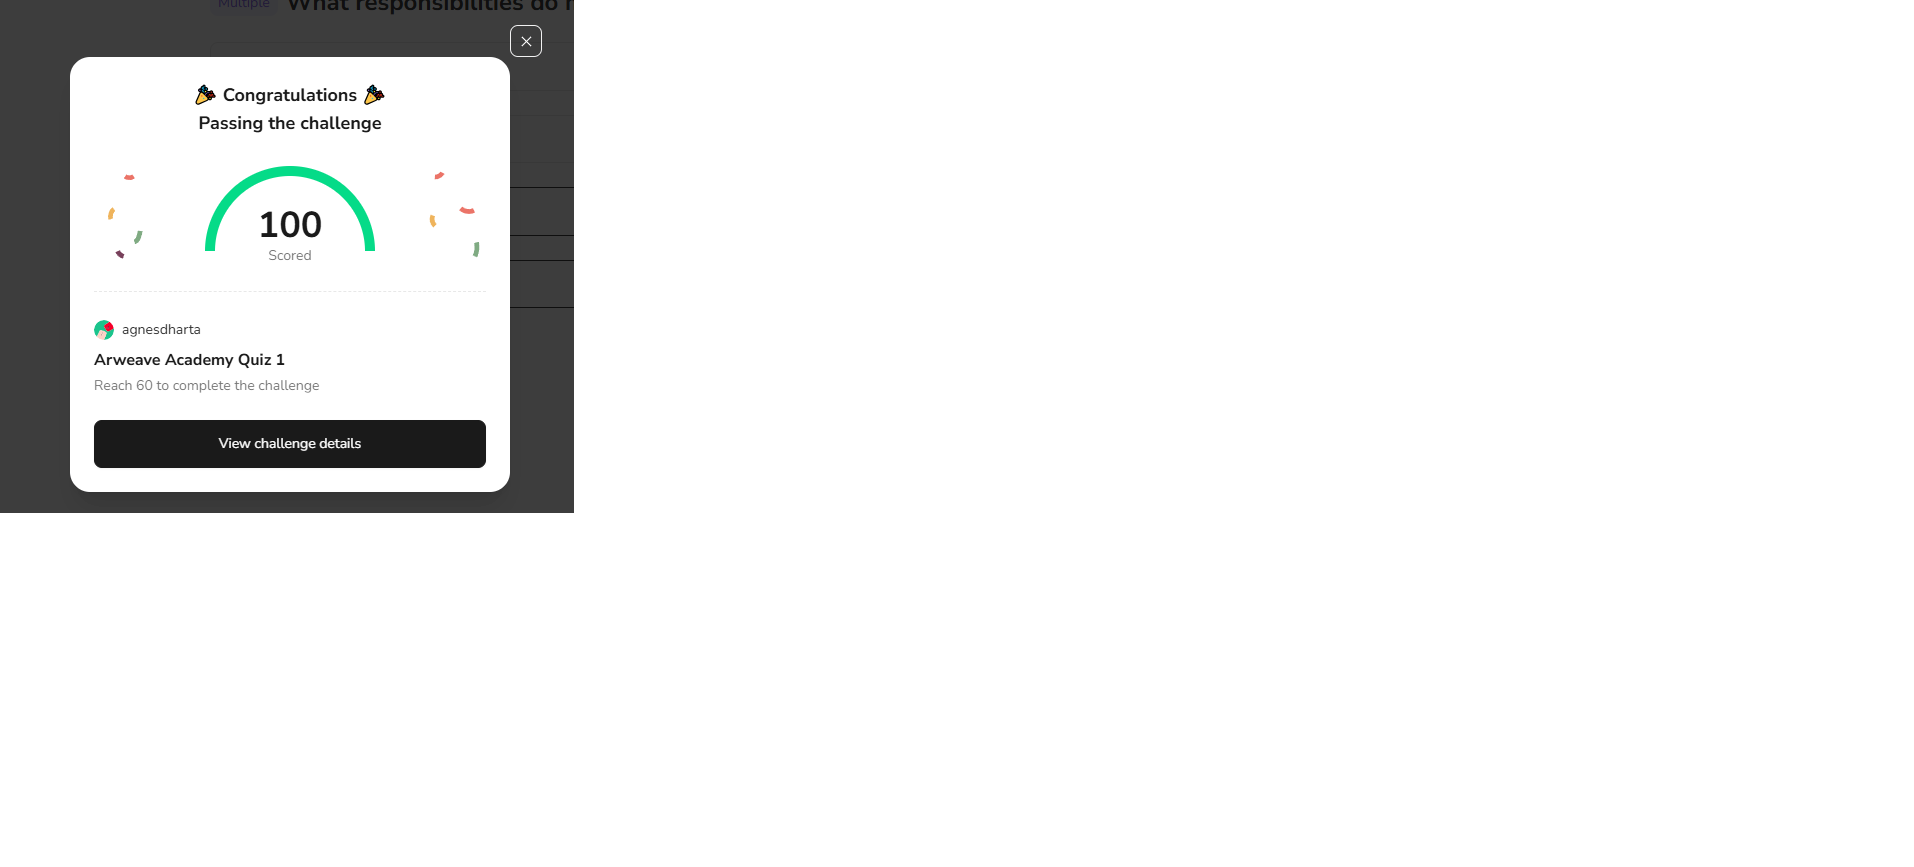 Multiple What responsibilities do
🎉 Congratulations 🎉
Passing the challenge
100
Scored
agnesdharta
Arweave Academy Quiz 1
Reach 60 to complete the challenge
View challenge details